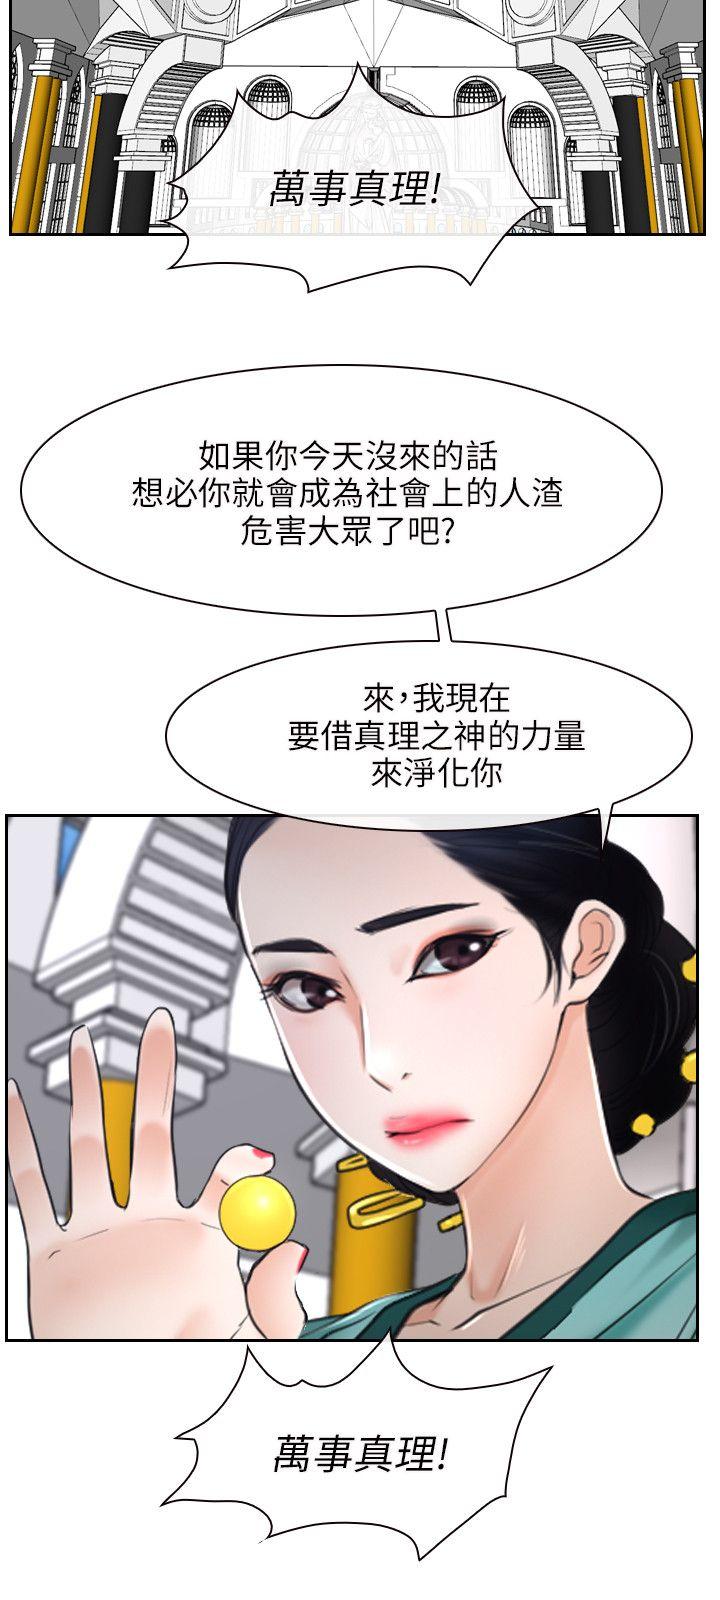 萬事真理!
如果你今天沒來的話
想必你就會成為社會上的人渣
危害大眾了吧?
來，我現在
要借真理之神的力量
來淨化你
萬事真理!